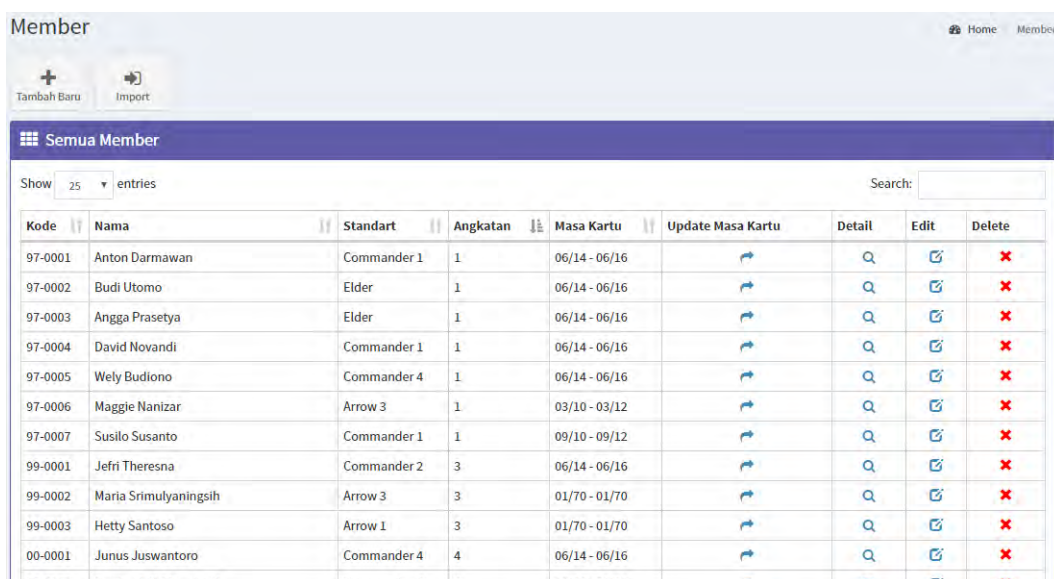 Member
Home Member
Tambah Baru Import
Semua Member
Show 25 entries Search:
Kode Nama Standart Angkatan Masa Kartu Update Masa Kartu Detail Edit Delete
97-0001 Anton Darmawan Commander 1 1 06/14 - 06/16
97-0002 Budi Utomo Elder 1 06/14 - 06/16
97-0003 Angga Prasetya Elder 1 06/14 - 06/16
97-0004 David Novandi Commander 1 1 06/14 - 06/16
97-0005 Wely Budiono Commander 4 1 06/14 - 06/16
97-0006 Maggie Nanizar Arrow 3 1 03/10 - 03/12
97-0007 Susilo Susanto Commander 1 1 09/10 - 09/12
99-0001 Jefri Theresna Commander 2 3 06/14 - 06/16
99-0002 Maria Srimulyaningsih Arrow 3 3 01/70 - 01/70
99-0003 Hetty Santoso Arrow 1 3 01/70 - 01/70
00-0001 Junus Juswantoro Commander 4 4 06/14 - 06/16